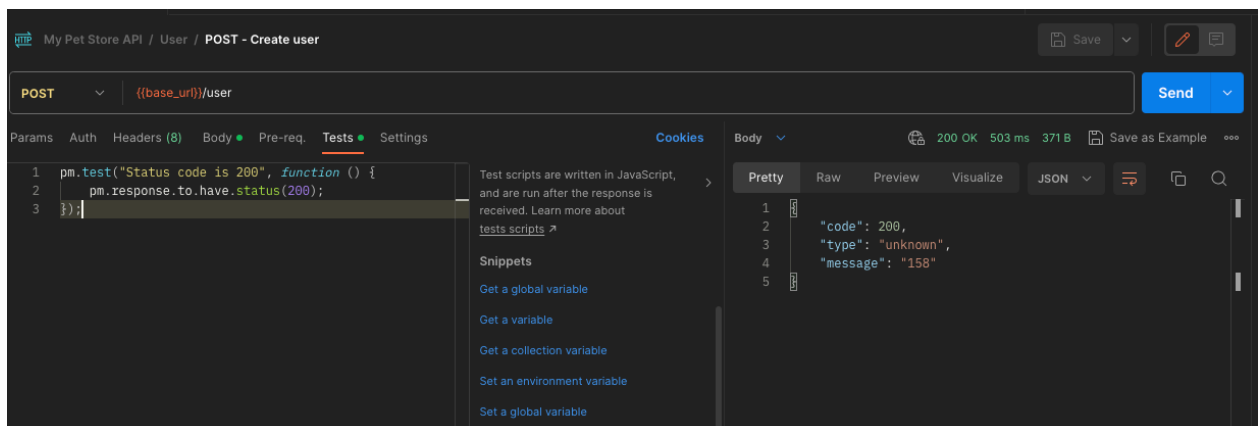 HTTP My Pet Store API / User / POST - Create user Save
POST {{base_url}}/user Send
Params Auth Headers (8) Body Pre-req. Tests Settings Cookies
Body 200 OK 503 ms 371 B Save as Example
1 pm.test("Status code is 200", function () {
2 pm.response.to.have.status(200);
3 });
Test scripts are written in JavaScript,
and are run after the response is
received. Learn more about
tests scripts ↗
Snippets
Get a global variable
Get a variable
Get a collection variable
Set an environment variable
Set a global variable
Pretty Raw Preview Visualize JSON
1 {
2 "code": 200,
3 "type": "unknown",
4 "message": "158"
5 }